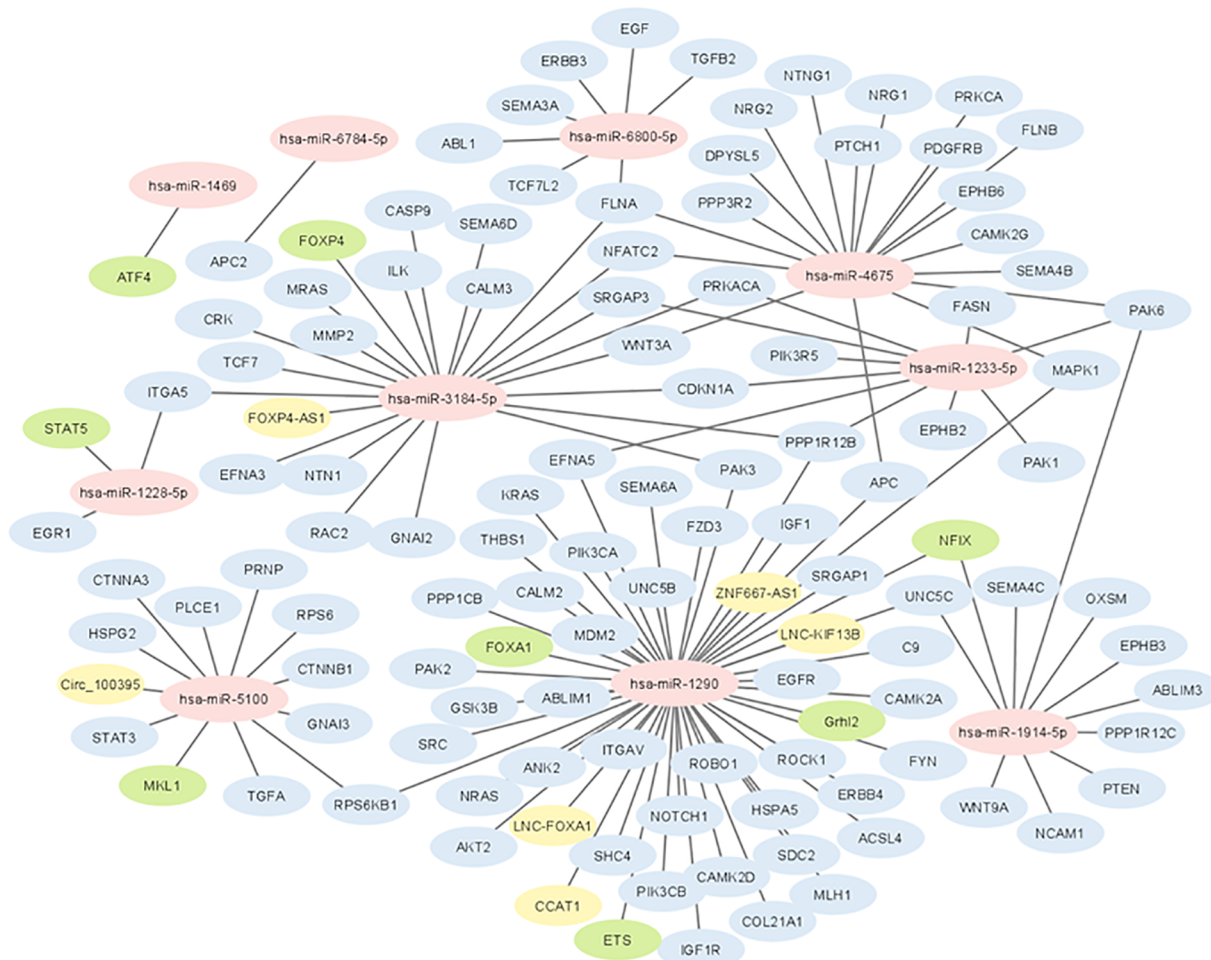 EGF
ERBB3
TGFB2
NTNG1
NRG1
PRKCA
SEMA3A
NRG2
FLNB
hsa-miR-6784-5p
hsa-miR-6800-5p
ABL1
PTCH1
PDGFRB
DPYSL5
hsa-miR-1469
TCF7L2
EPHB6
CASP9
FLNA
PPP3R2
SEMA6D
CAMK2G
FOXP4
NFATC2
APC2
ILK
ATF4
hsa-miR-4675
SEMA4B
MRAS
CALM3
PRKACA
SRGAP3
FASN
PAK6
CRK
MMP2
WNT3A
PIK3R5
TCF7
hsa-miR-1233-5p
MAPK1
ITGA5
hsa-miR-3184-5p
CDKN1A
FOXP4-AS1
STAT5
EPHB2
PPP1R12B
EFNA5
PAK1
EFNA3
NTN1
PAK3
APC
SEMA6A
hsa-miR-1228-5p
KRAS
FZD3
IGF1
EGR1
RAC2
GNAI2
THBS1
NFIX
PIK3CA
CTNNA3
PRNP
SRGAP1
UNC5B
SEMA4C
ZNF667-AS1
CALM2
PPP1CB
UNC5C
OXSM
PLCE1
RPS6
HSPG2
MDM2
LNC-KIF13B
FOXA1
C9
EPHB3
CTNNB1
PAK2
Circ_100395
hsa-miR-1290
EGFR
ABLIM3
hsa-miR-5100
ABLIM1
CAMK2A
GSK3B
GNAI3
Grhl2
hsa-miR-1914-5p
PPP1R12C
STAT3
SRC
ITGAV
ROCK1
FYN
ROBO1
ANK2
MKL1
PTEN
TGFA
NRAS
ERBB4
RPS6KB1
WNT9A
HSPA5
NOTCH1
LNC-FOXA1
NCAM1
ACSL4
AKT2
SHC4
SDC2
CAMK2D
PIK3CB
MLH1
CCAT1
COL21A1
ETS
IGF1R